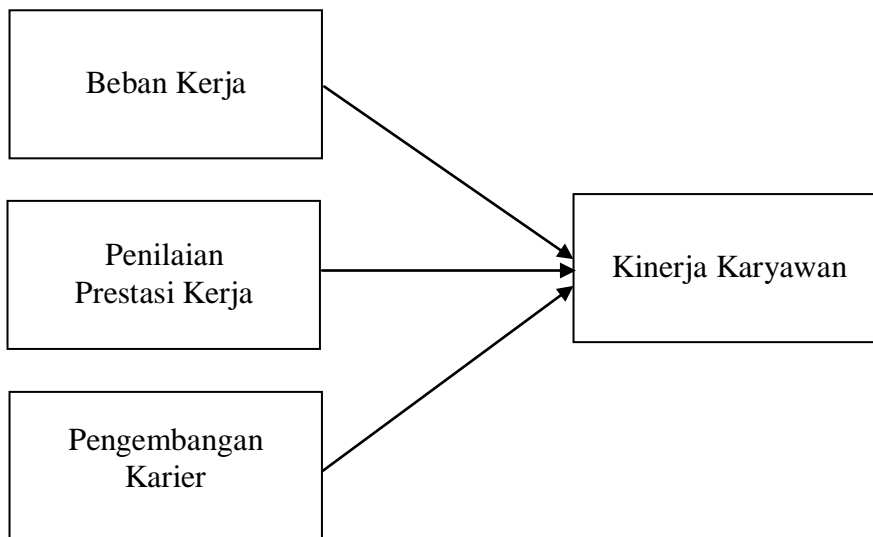 Beban Kerja
Penilaian
Prestasi Kerja
Kinerja Karyawan
Pengembangan
Karier